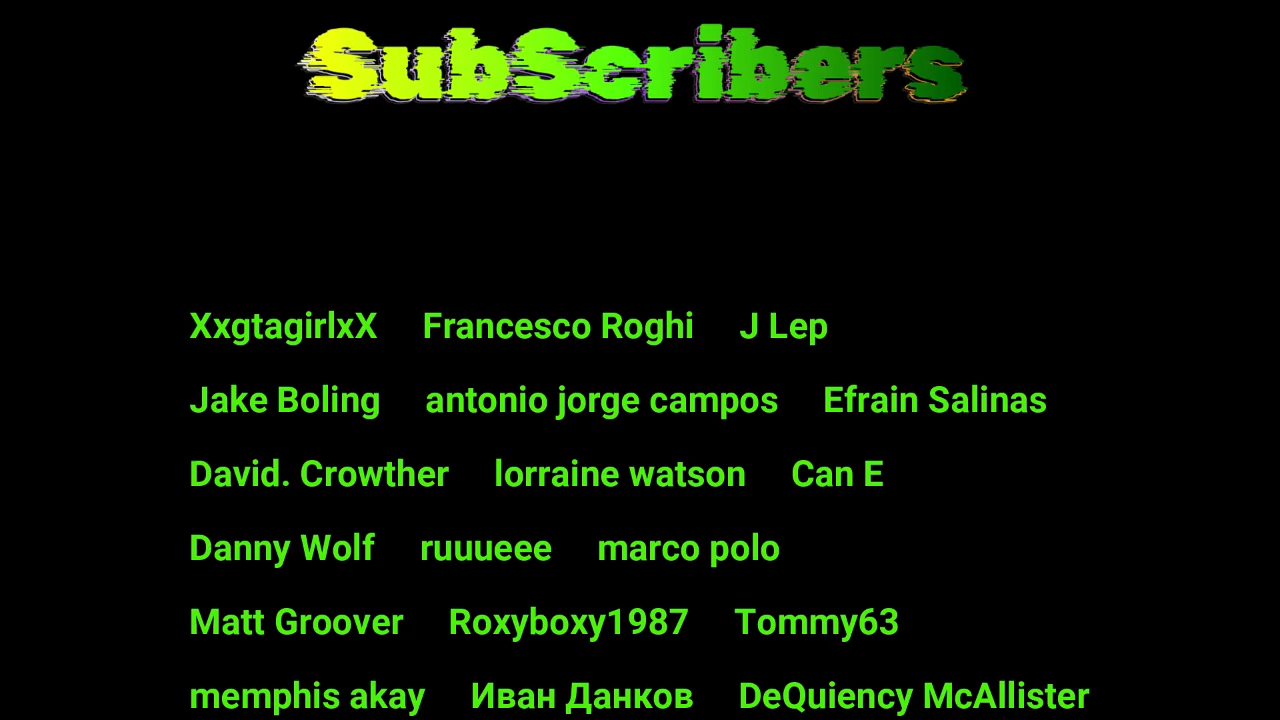 SubScribers
XxgtagirlxX Francesco Roghi J Lep
Jake Boling antonio jorge campos Efrain Salinas
David. Crowther lorraine watson Can E
Danny Wolf ruuueee marco polo
Matt Groover Roxyboxy1987 Tommy63
memphis akay Иван Данков DeQuiency McAllister